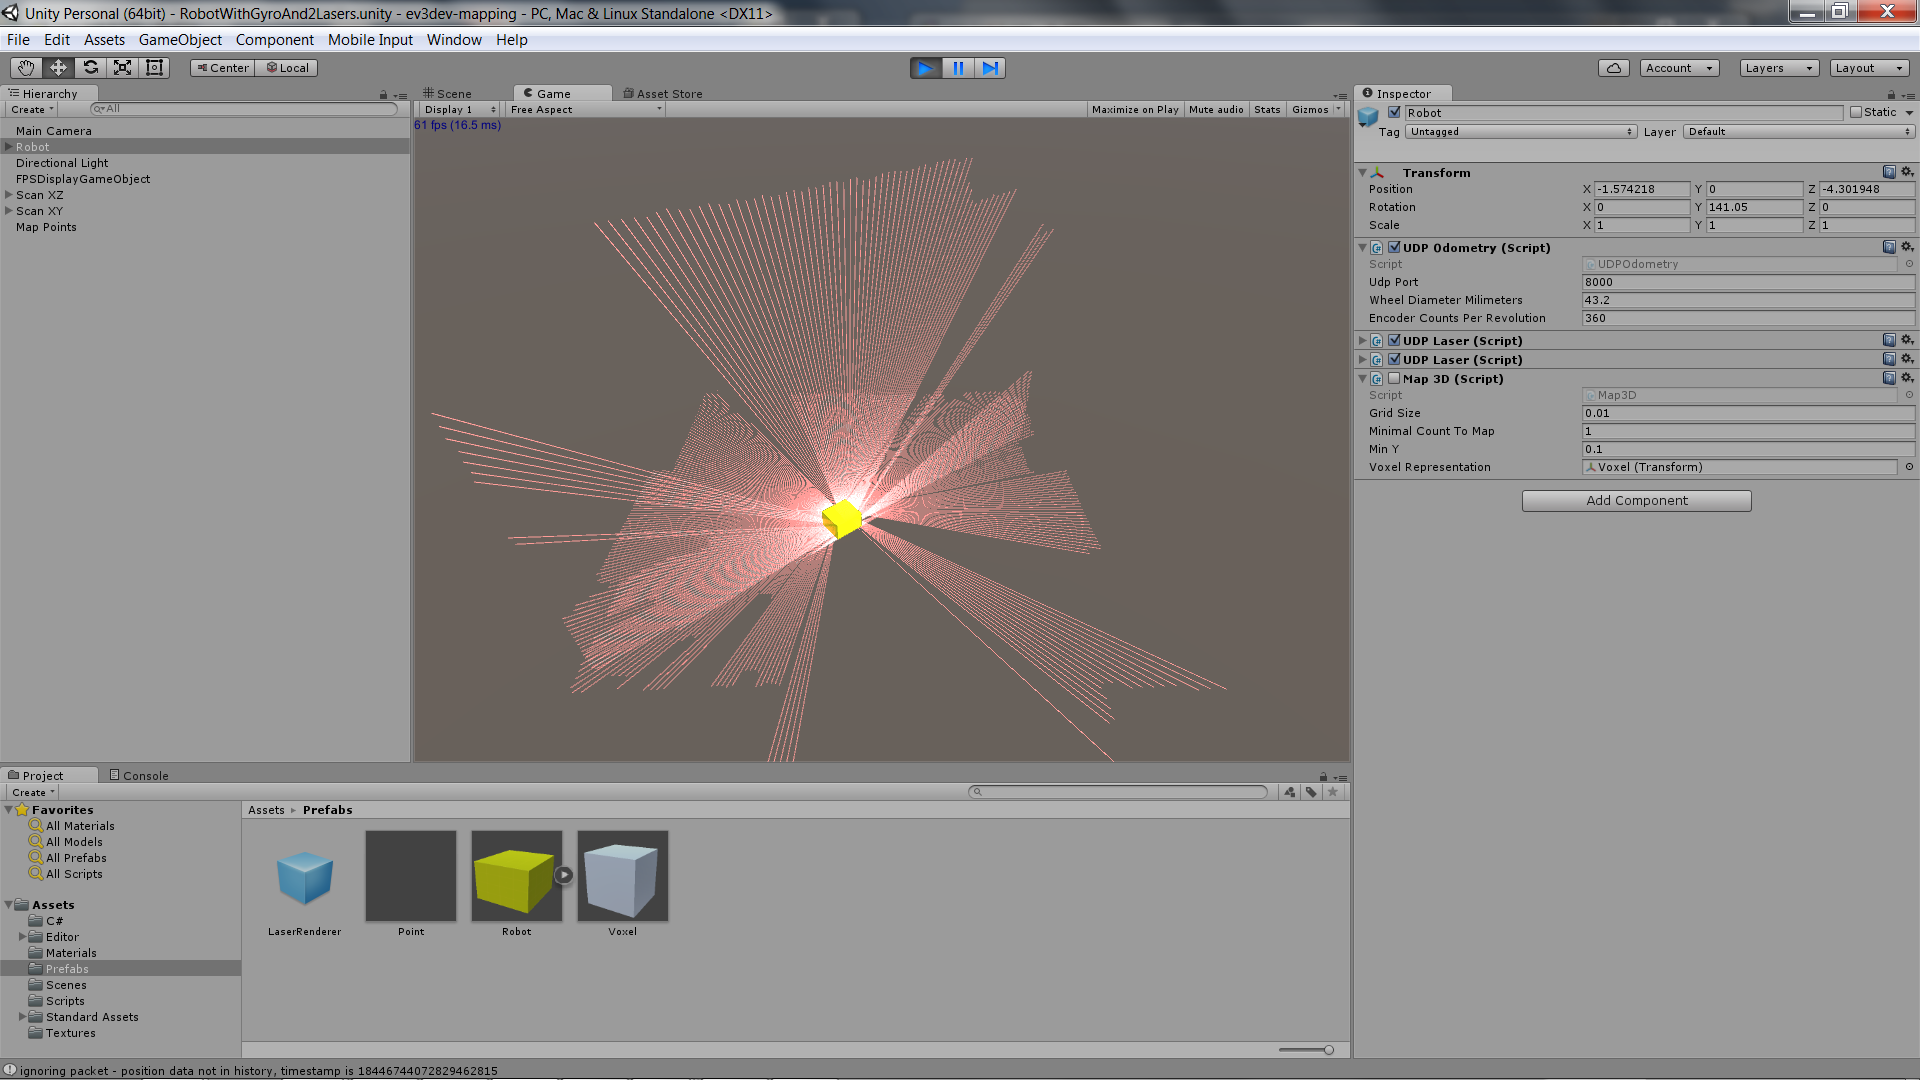 Unity Personal (64bit) - RobotWithGyroAnd2Lasers.unity - ev3dev-mapping - PC, Mac & Linux Standalone <DX11>
File Edit Assets GameObject Component Mobile Input Window Help
Center Local Account Layers Layout
Hierarchy
Create All
Main Camera
Robot
Directional Light
FPSDisplayGameObject
Scan XZ
Scan XY
Map Points
Scene Game Asset Store
Display 1 Free Aspect Maximize on Play Mute audio Stats Gizmos
61 fps (16.5 ms)
Inspector
Robot Static
Tag Untagged Layer Default
Transform
Position X -1.574218 Y 0 Z -4.301948
Rotation X 0 Y 141.05 Z 0
Scale X 1 Y 1 Z 1
UDP Odometry (Script)
Script UDPOdometry
Udp Port 8000
Wheel Diameter Milimeters 43.2
Encoder Counts Per Revolution 360
UDP Laser (Script)
UDP Laser (Script)
Map 3D (Script)
Script Map3D
Grid Size 0.01
Minimal Count To Map 1
Min Y 0.1
Voxel Representation Voxel (Transform)
Add Component
Project Console
Create
Favorites
All Materials
All Models
All Prefabs
All Scripts
Assets
C#
Editor
Materials
Prefabs
Scenes
Scripts
Standard Assets
Textures
Assets Prefabs
LaserRenderer Point Robot Voxel
ignoring packet - position data not in history, timestamp is 18446744072829462815